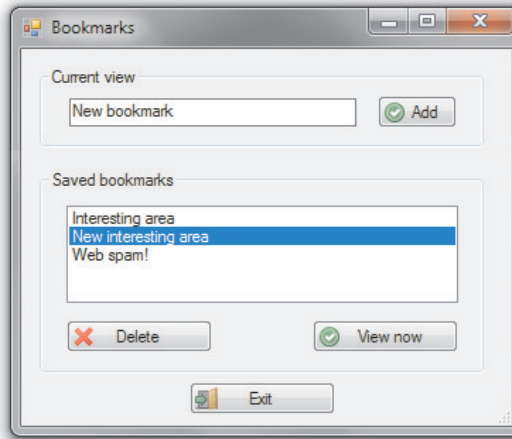 Bookmarks
Current view
New bookmark
Add
Saved bookmarks
Interesting area
New interesting area
Web spam!
Delete
View now
Exit